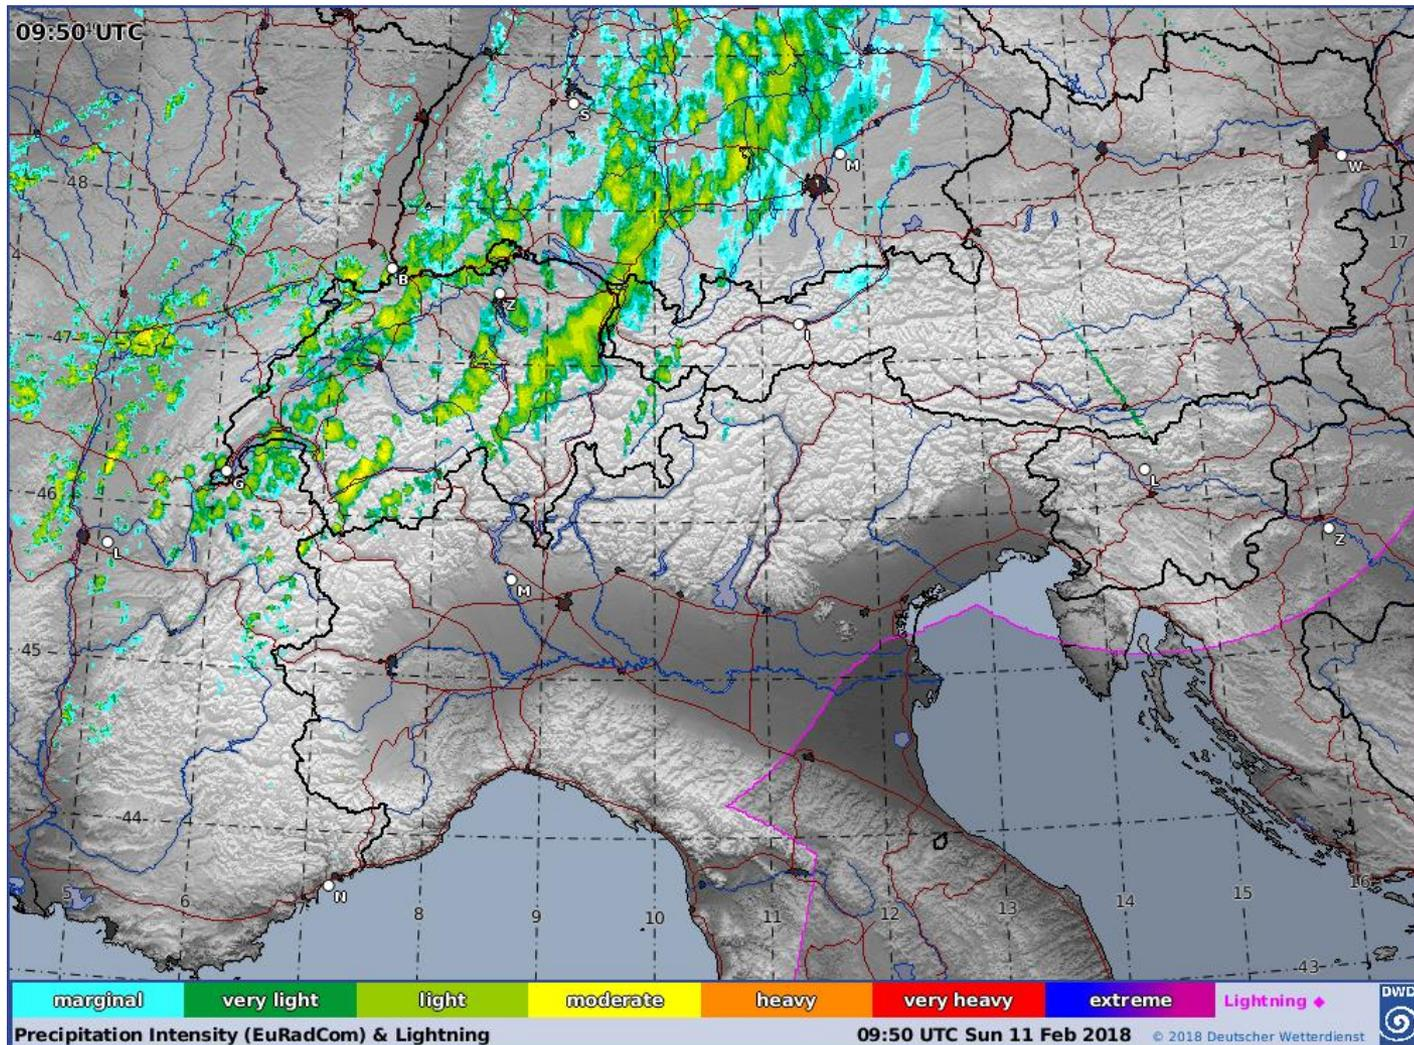 09:50 UTC
S
M
W
48
17
4
B
Z
47
I
46
G
L
L
Z
M
45
44
N
5
6
7
8
9
10
11
12
13
14
15
16
43
marginal very light light moderate heavy very heavy extreme Lightning ◆
DWD
Precipitation Intensity (EuRadCom) & Lightning 09:50 UTC Sun 11 Feb 2018 © 2018 Deutscher Wetterdienst